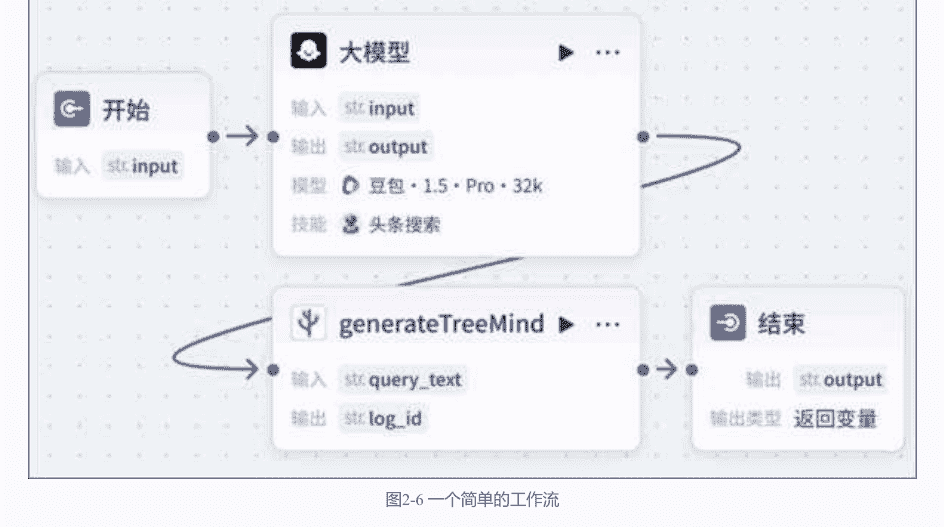 开始
输入 str. input
大模型
输入 str. input
输出 str. output
模型 豆包·1.5·Pro·32k
技能 头条搜索
generateTreeMind
输入 str. query_text
输出 str. log_id
结束
输出 str. output
输出类型 返回变量
图2-6 一个简单的工作流